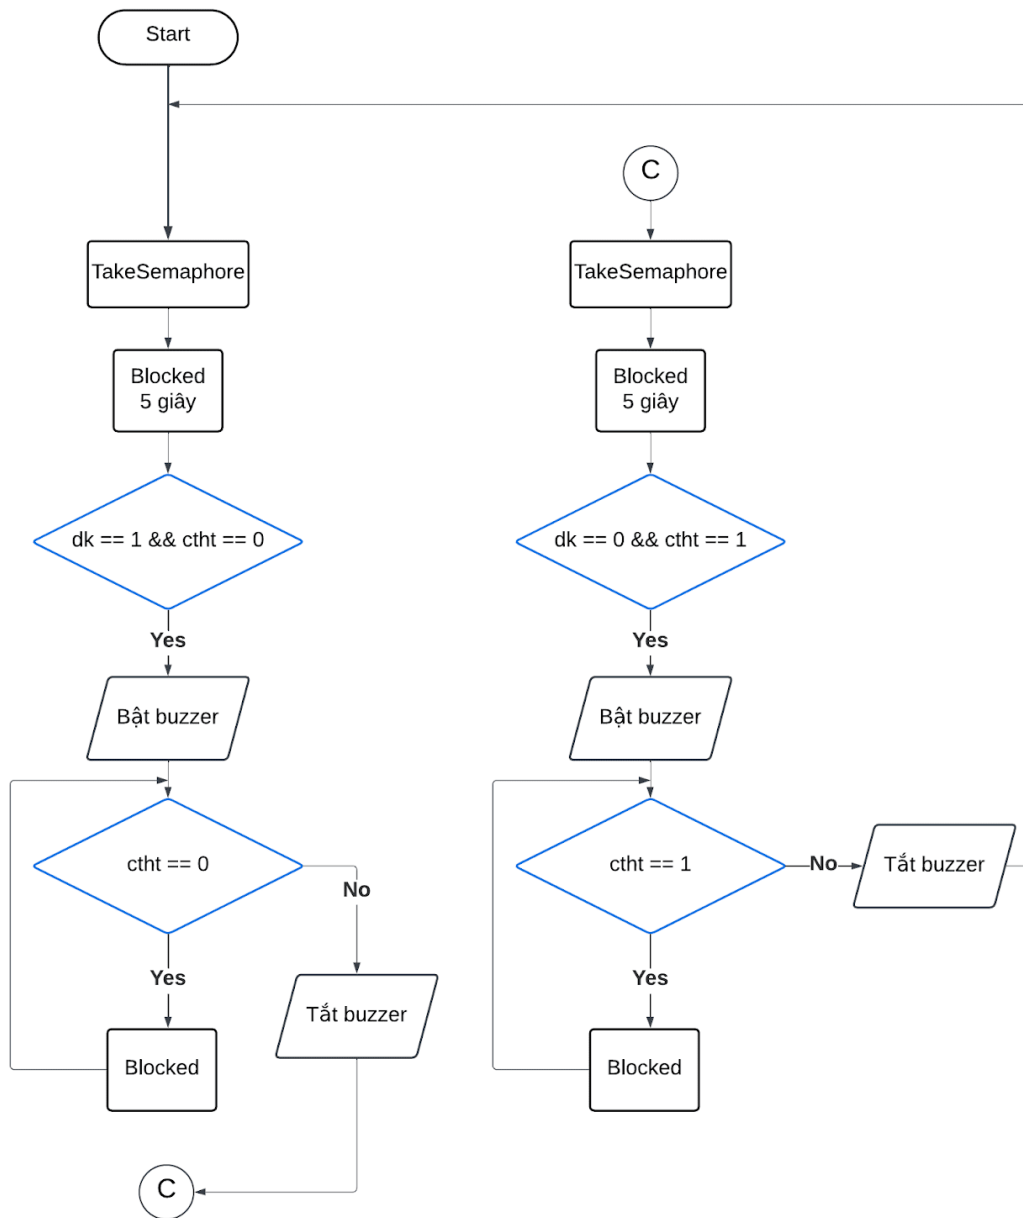 Start
TakeSemaphore
Blocked
5 giây
dk == 1 && ctht == 0
Yes
Bật buzzer
ctht == 0
No
Yes
Tắt buzzer
Blocked
C
C
TakeSemaphore
Blocked
5 giây
dk == 0 && ctht == 1
Yes
Bật buzzer
ctht == 1
No
Tắt buzzer
Yes
Blocked